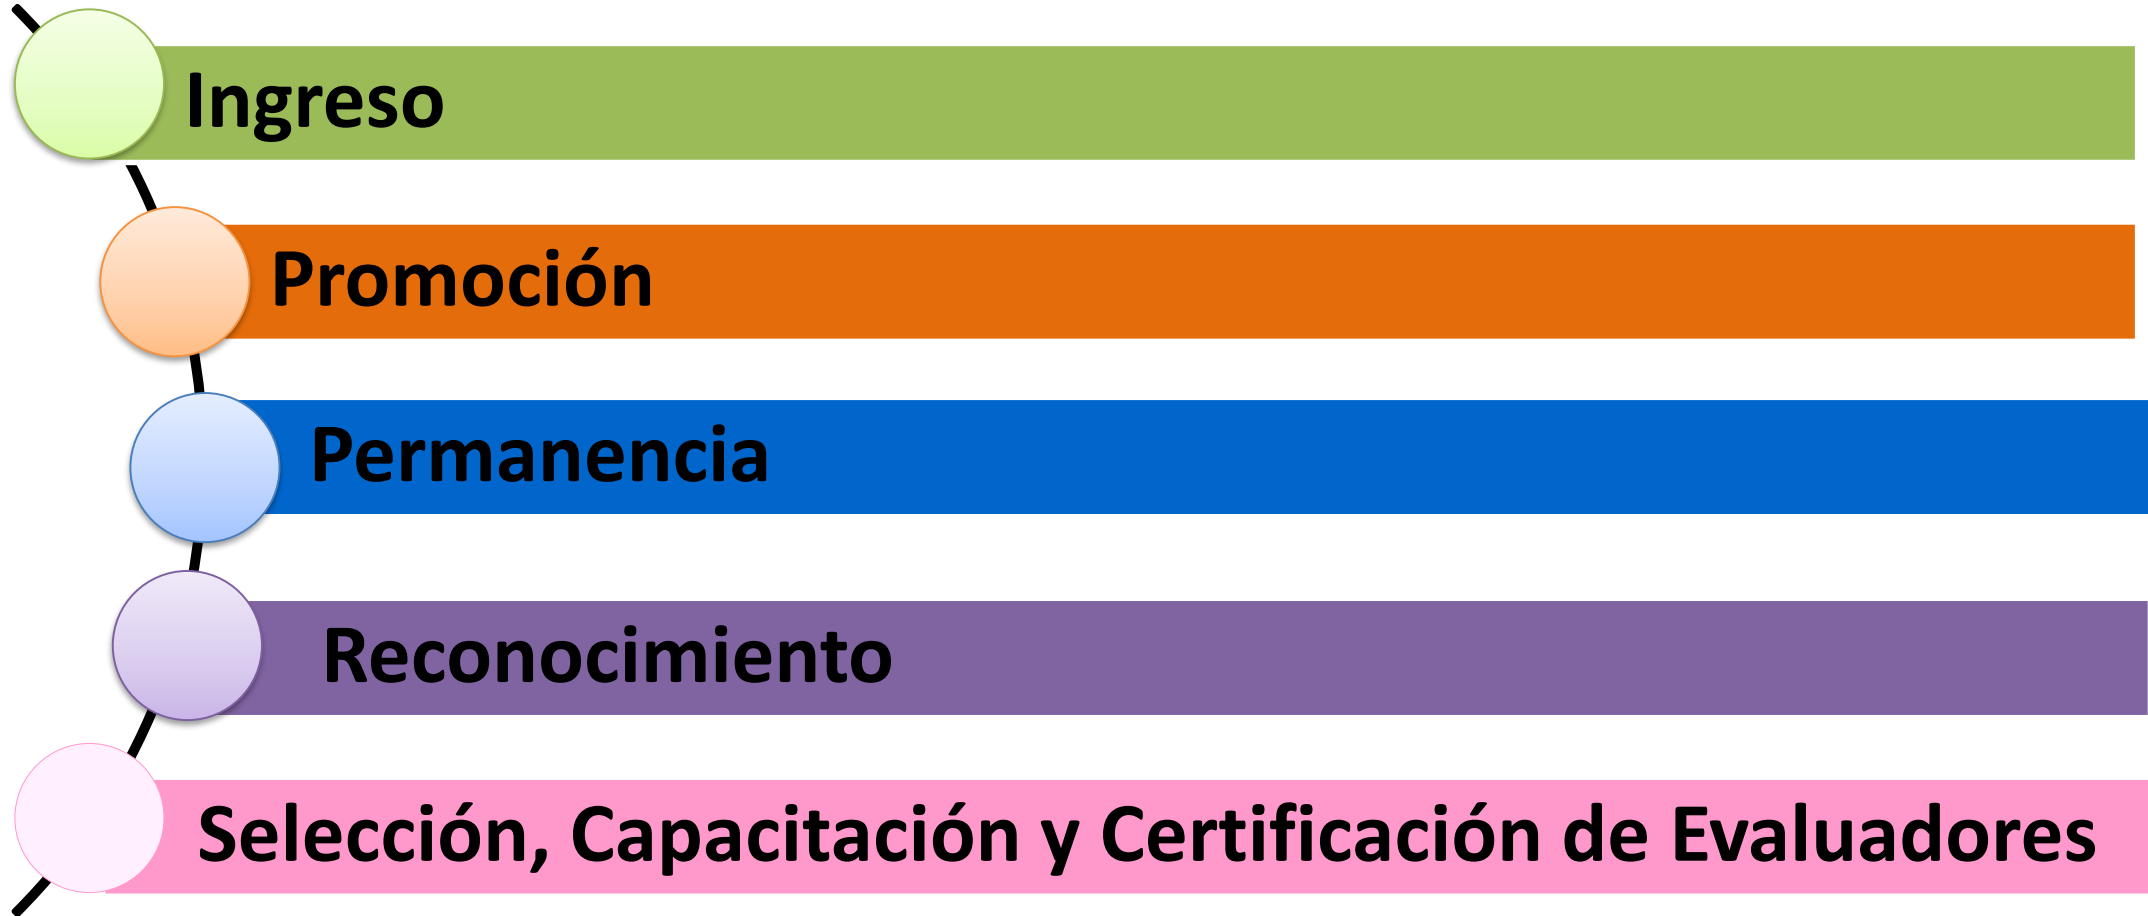 Ingreso
Promoción
Permanencia
Reconocimiento
Selección, Capacitación y Certificación de Evaluadores